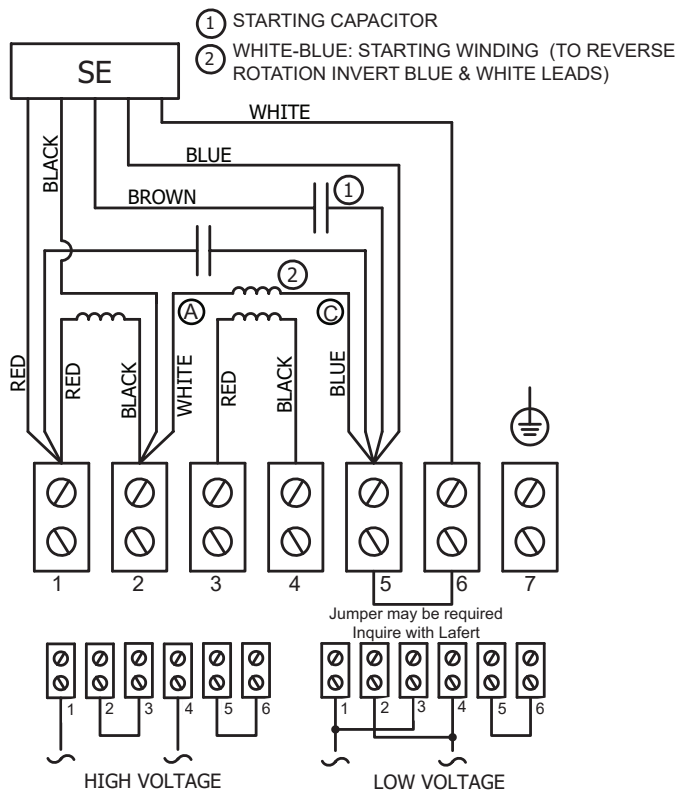 1 STARTING CAPACITOR
2 WHITE-BLUE: STARTING WINDING (TO REVERSE
ROTATION INVERT BLUE & WHITE LEADS)
SE
WHITE
BLACK
BLUE
BROWN
1
2
A
C
RED
RED
BLACK
WHITE
RED
BLACK
BLUE
1 2 3 4 5 6 7
Jumper may be required
Inquire with Lafert
1 2 3 4 5 6
1 2 3 4 5 6
HIGH VOLTAGE
LOW VOLTAGE